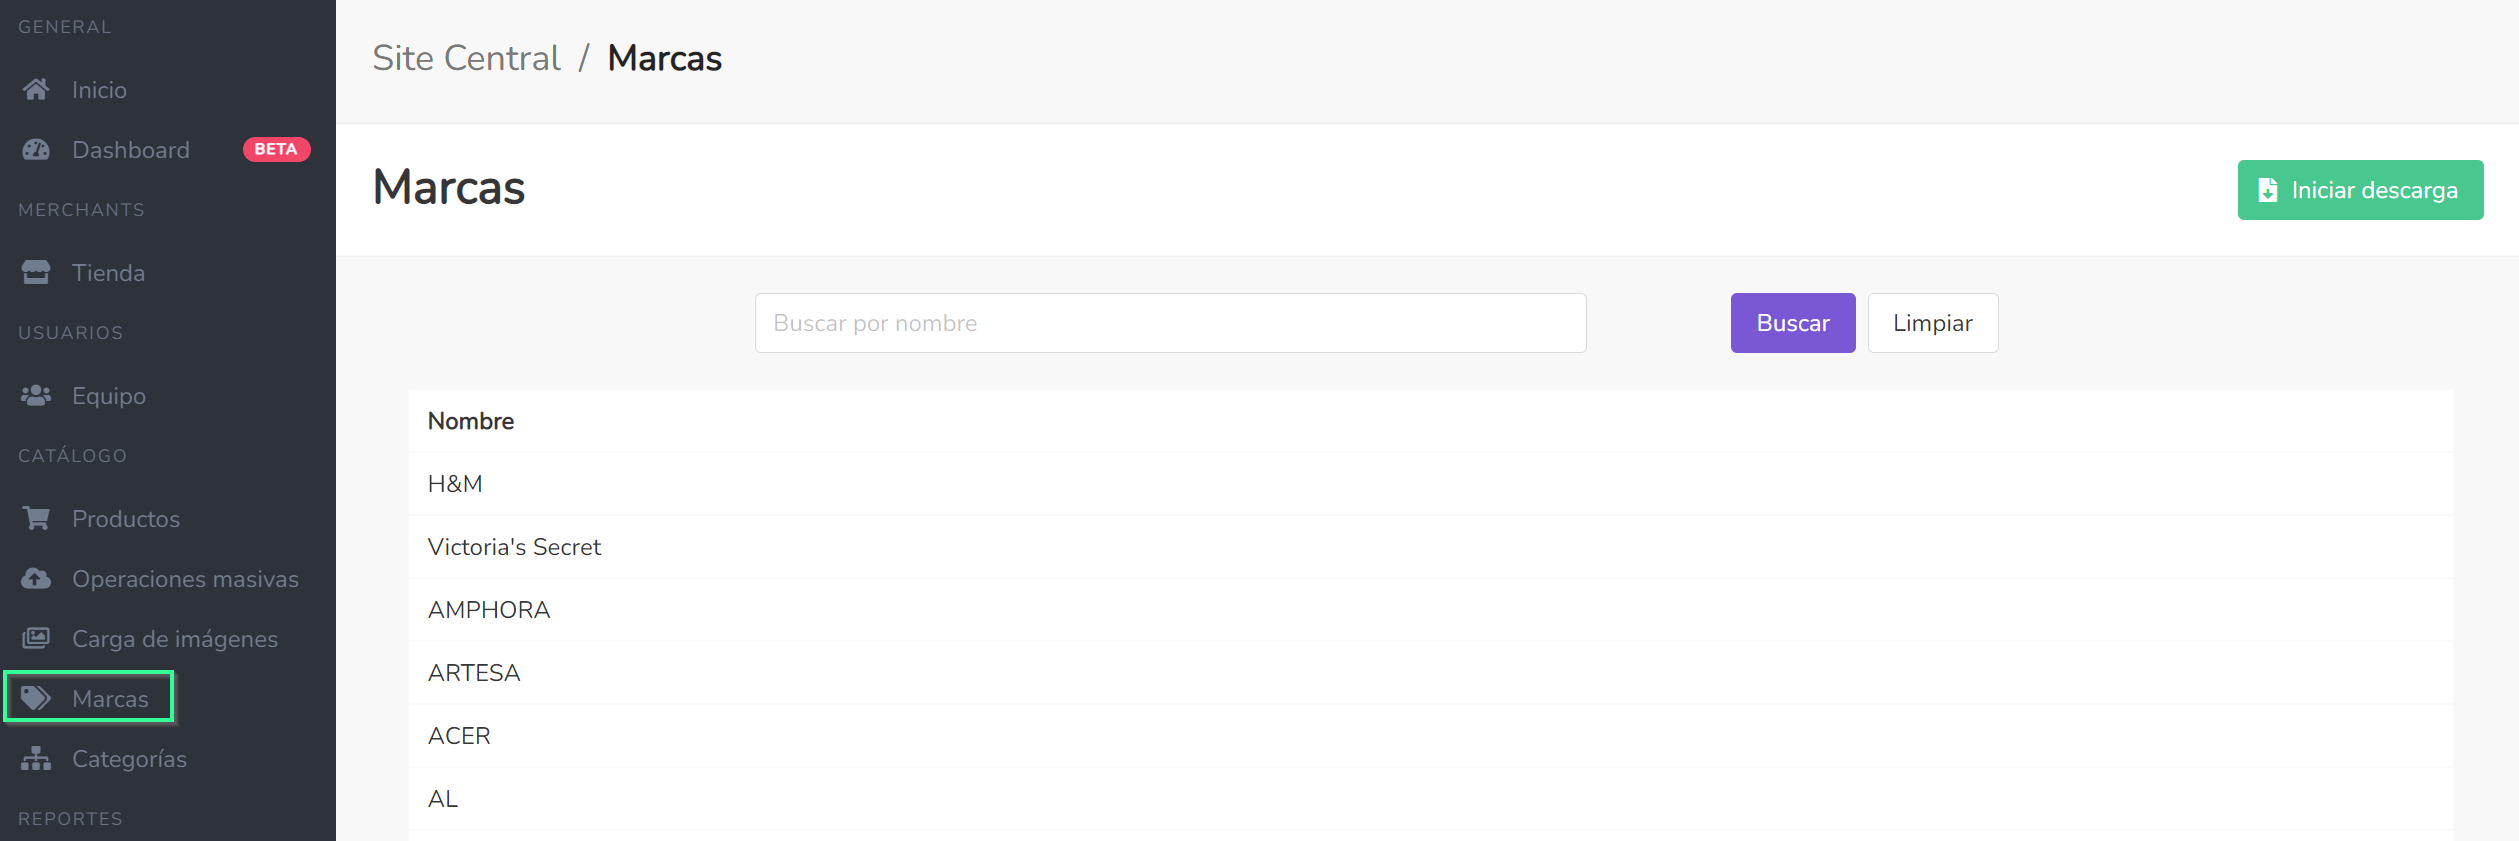 GENERAL
Inicio
Dashboard BETA
MERCHANTS
Tienda
USUARIOS
Equipo
CATÁLOGO
Productos
Operaciones masivas
Carga de imágenes
Marcas
Categorías
REPORTES
Site Central / Marcas
Marcas
Iniciar descarga
Buscar por nombre
Buscar
Limpiar
Nombre
H&M
Victoria's Secret
AMPHORA
ARTESA
ACER
AL